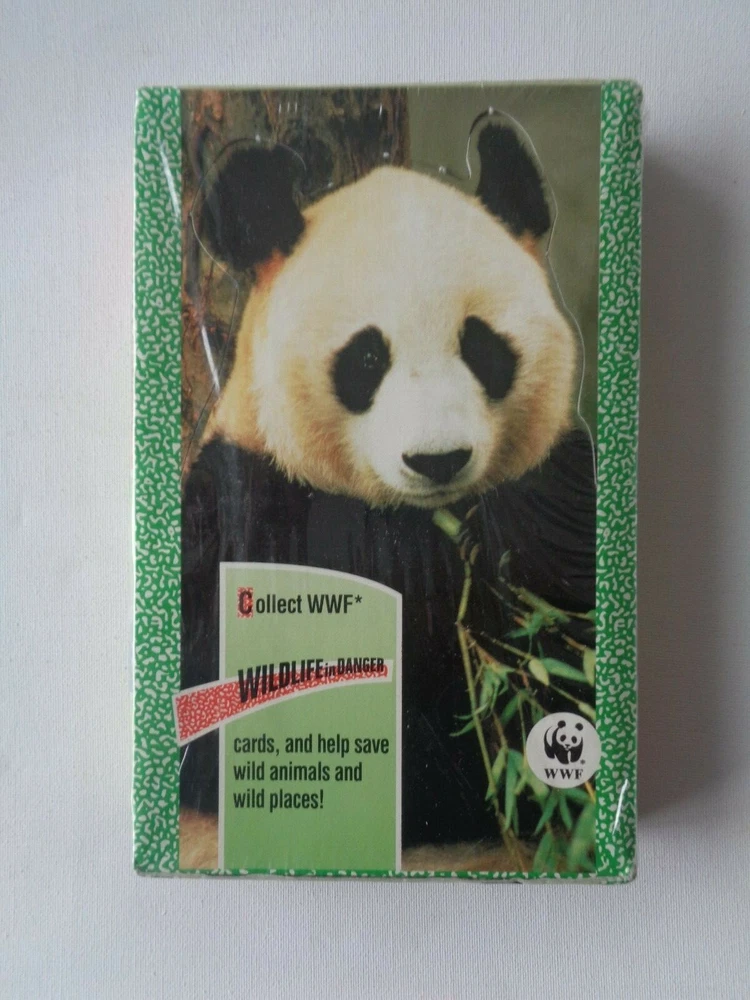 Collect WWF*
WILDLIFE in DANGER
cards, and help save
wild animals and
wild places!
WWF